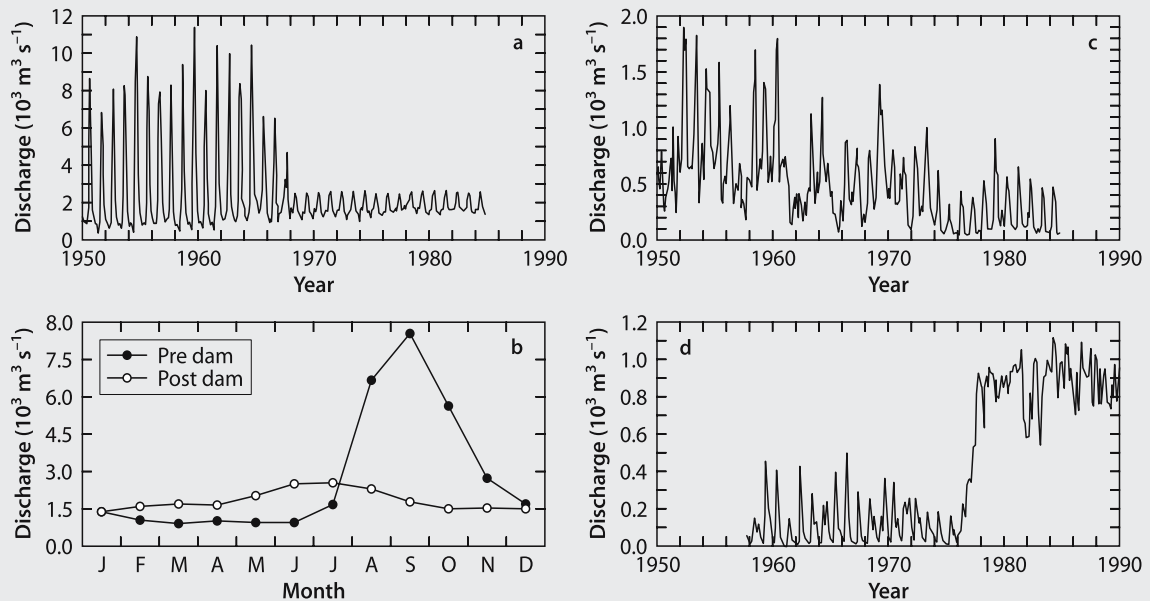 12
10
8
6
4
2
0
Discharge (10³ m³ s⁻¹)
a
1950 1960 1970 1980 1990
Year
2.0
1.5
1.0
0.5
0.0
Discharge (10³ m³ s⁻¹)
c
1950 1960 1970 1980 1990
Year
8.0
7.5
6.0
4.5
3.0
1.5
0.0
Discharge (10³ m³ s⁻¹)
Pre dam
Post dam
b
J F M A M J J A S O N D
Month
1.2
1.0
0.8
0.6
0.4
0.2
0.0
Discharge (10³ m³ s⁻¹)
d
1950 1960 1970 1980 1990
Year